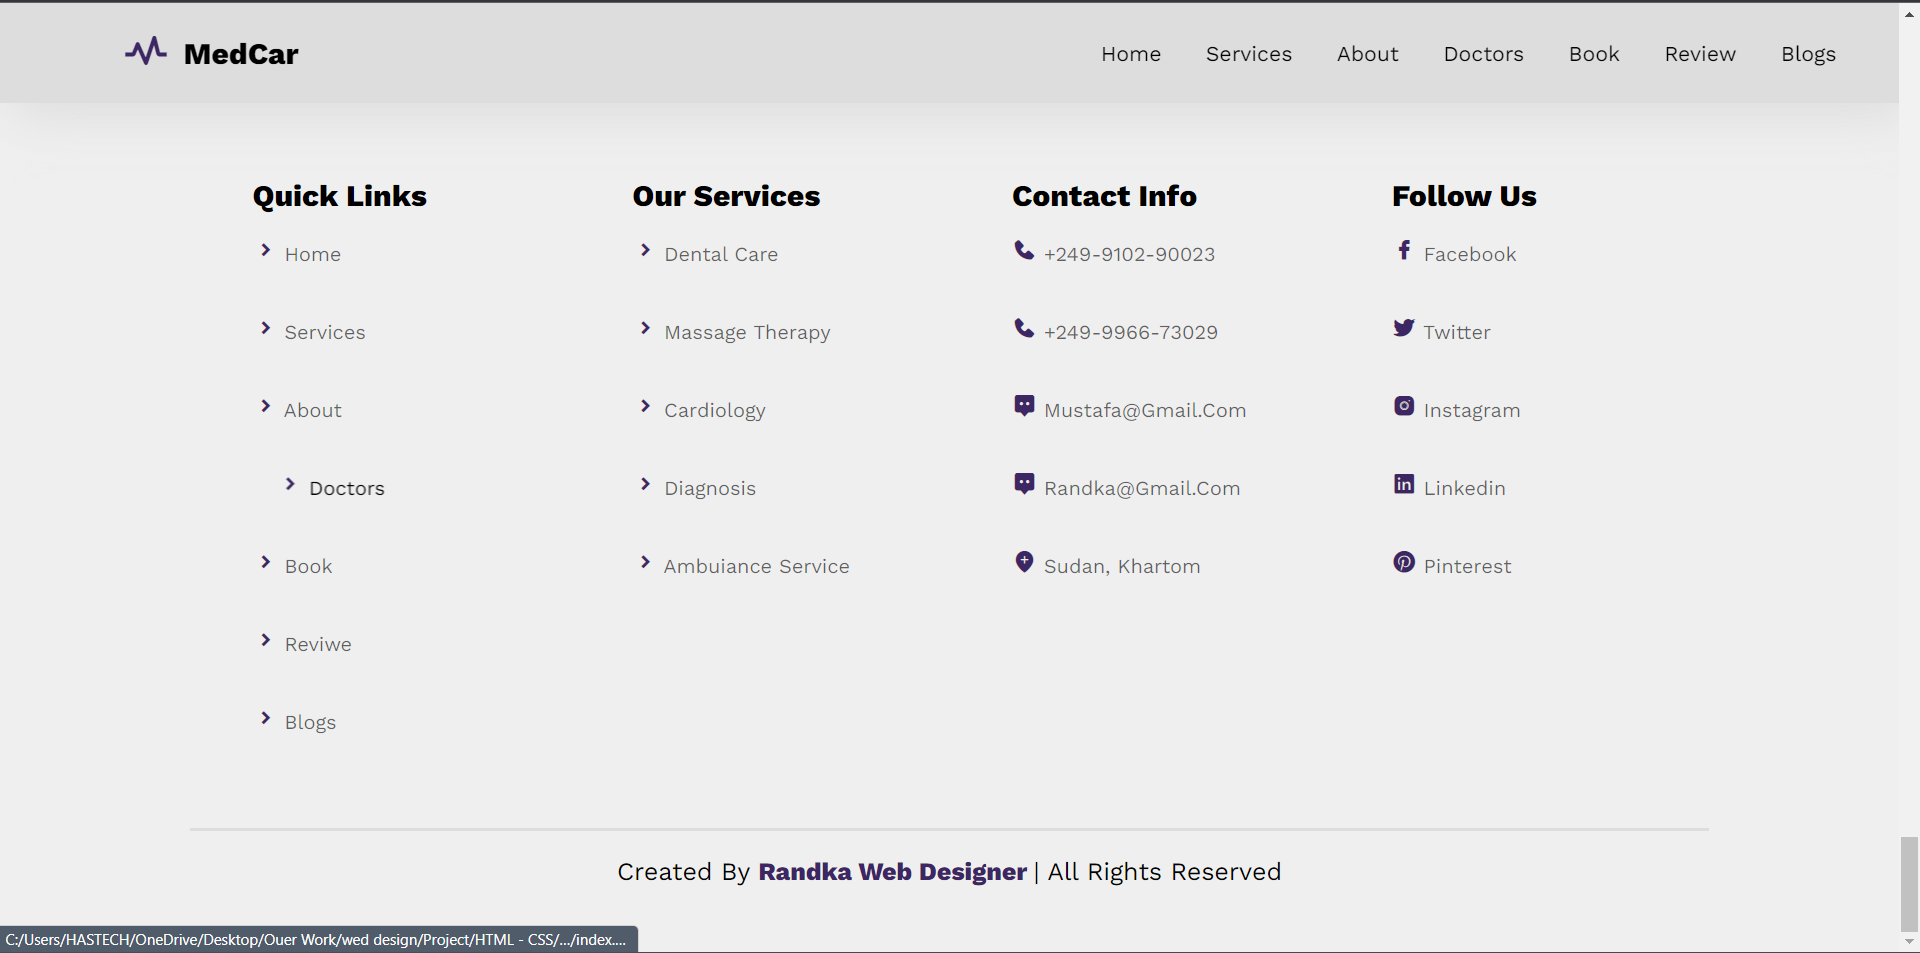 MedCar
Home Services About Doctors Book Review Blogs
Quick Links
Home
Services
About
Doctors
Book
Reviwe
Blogs
Our Services
Dental Care
Massage Therapy
Cardiology
Diagnosis
Ambuiance Service
Contact Info
+249-9102-90023
+249-9966-73029
Mustafa@Gmail.Com
Randka@Gmail.Com
Sudan, Khartom
Follow Us
Facebook
Twitter
Instagram
Linkedin
Pinterest
Created By Randka Web Designer | All Rights Reserved
C:/Users/HASTECH/OneDrive/Desktop/Ouer Work/wed design/Project/HTML - CSS/.../index....